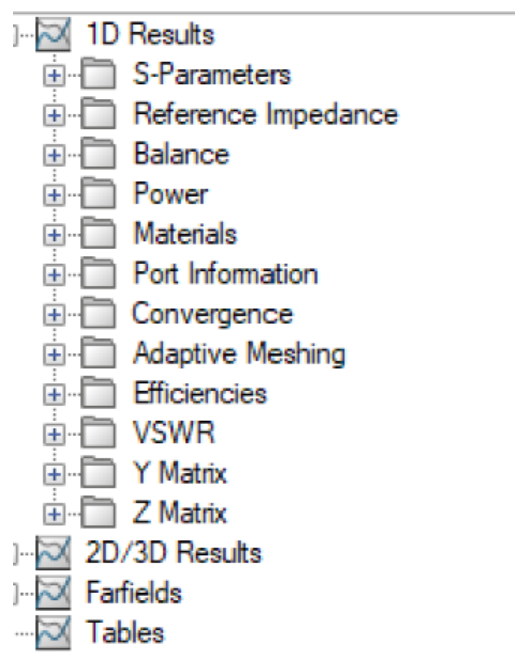 1D Results
S-Parameters
Reference Impedance
Balance
Power
Materials
Port Information
Convergence
Adaptive Meshing
Efficiencies
VSWR
Y Matrix
Z Matrix
2D/3D Results
Farfields
Tables